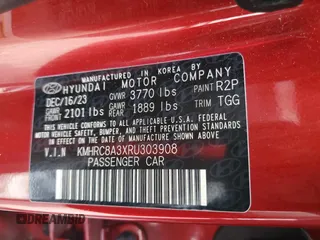 MANUFACTURED IN KOREA
HYUNDAI MOTOR COMPANY
DEC/16/23 GVWR 3770 lbs PAINT R2P
GAWR FRONT 2101 lbs GAWR REAR 1889 lbs TRIM TGG
THIS VEHICLE CONFORMS TO ALL APPLICABLE U.S.
FEDERAL MOTOR VEHICLE SAFETY, BUMPER, AND THEFT
PREVENTION STANDARDS IN EFFECT ON THE DATE OF
MANUFACTURE SHOWN ABOVE.
V.I.N KMHRC8A3XRU303908
PASSENGER CAR
© DREAMBID